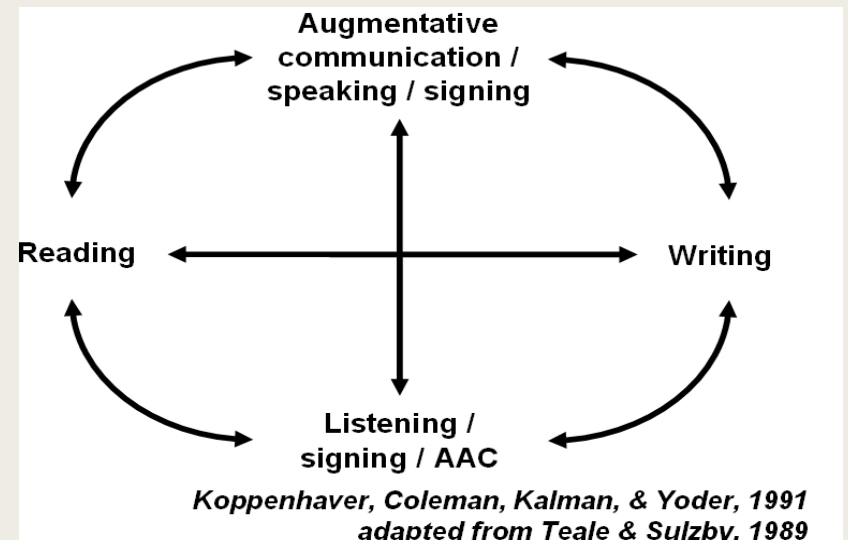 Augmentative
communication /
speaking / signing
Reading
Writing
Listening /
signing / AAC
Koppenhaver, Coleman, Kalman, & Yoder, 1991
adapted from Teale & Sulzby, 1989